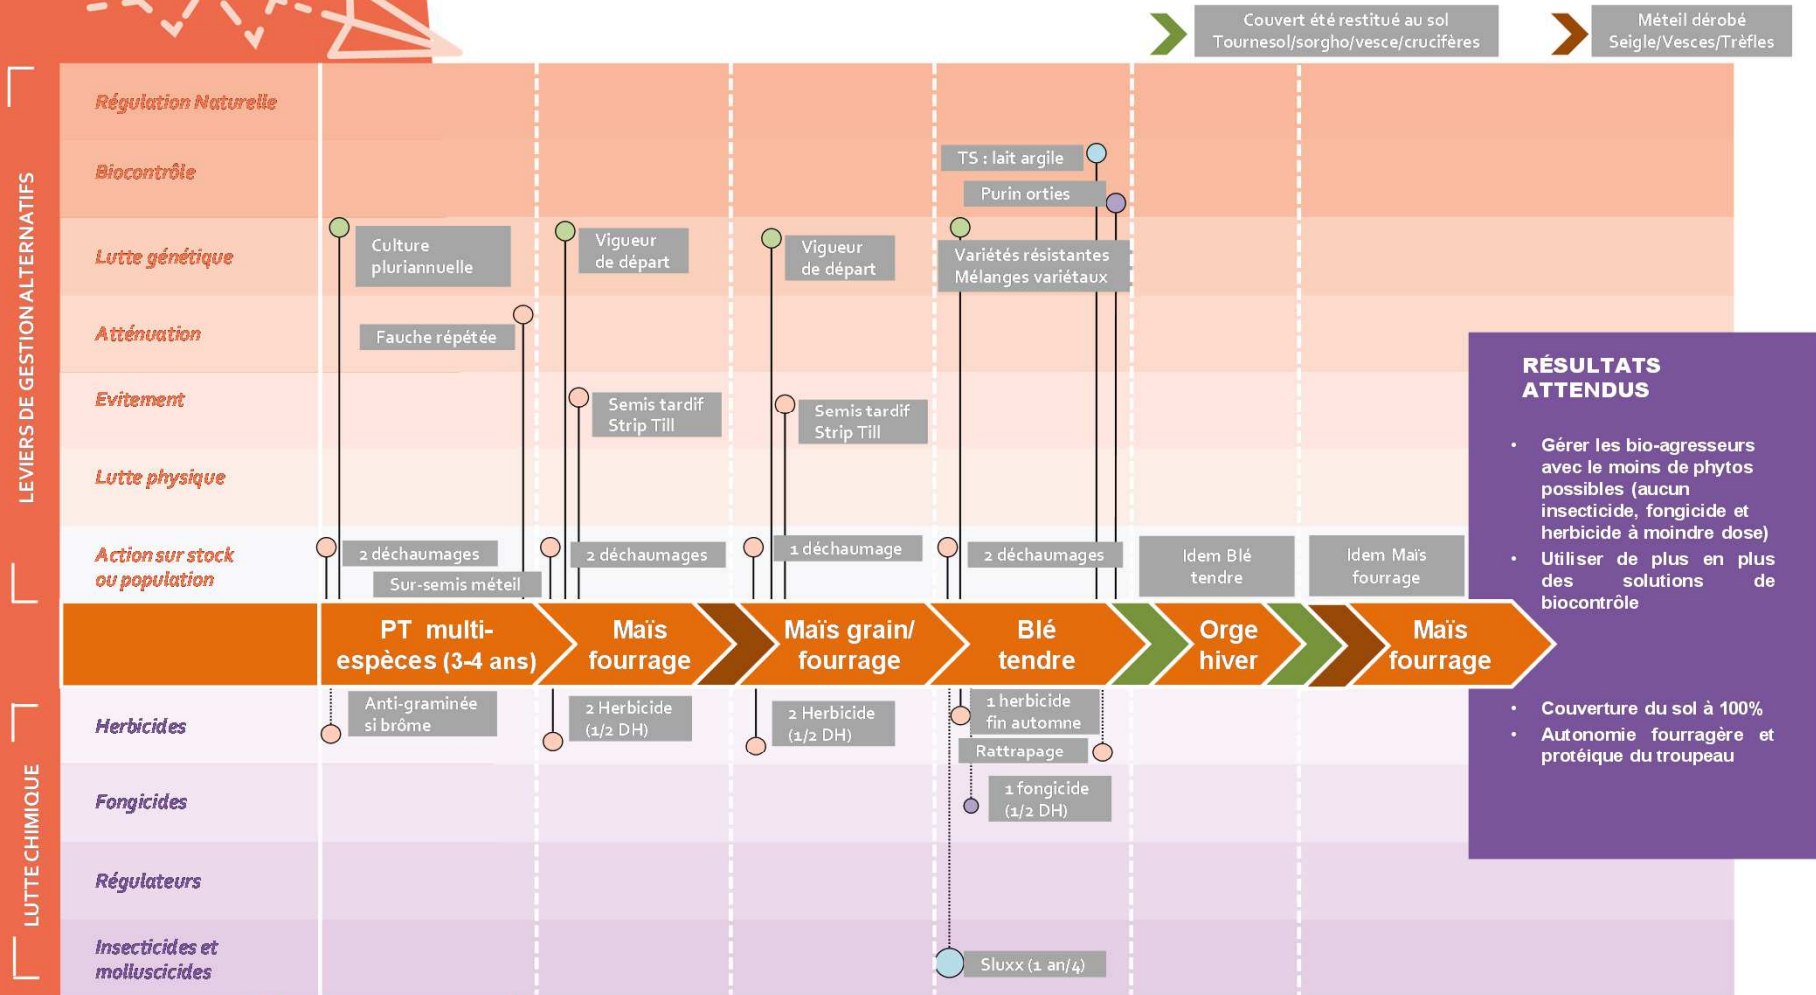 Couvert été restitué au sol
Tournesol/sorgho/vesce/crucifères
Méteil dérobé
Seigle/Vesces/Trèfles
LEVIERS DE GESTION ALTERNATIFS
Régulation Naturelle
Biocontrôle
TS : lait argile
Purin orties
Lutte génétique
Culture
pluriannuelle
Vigueur
de départ
Vigueur
de départ
Variétés résistantes
Mélanges variétaux
Atténuation
Fauche répétée
Evitement
Semis tardif
Strip Till
Semis tardif
Strip Till
Lutte physique
Action sur stock
ou population
2 déchaumages
Sur-semis méteil
2 déchaumages
1 déchaumage
2 déchaumages
Idem Blé
tendre
Idem Maïs
fourrage
PT multi-
espèces (3-4 ans)
Maïs
fourrage
Maïs grain/
fourrage
Blé
tendre
Orge
hiver
Maïs
fourrage
LUTTE CHIMIQUE
Herbicides
Anti-graminée
si brôme
2 Herbicide
(1/2 DH)
2 Herbicide
(1/2 DH)
1 herbicide
fin automne
Rattrapage
Fongicides
1 fongicide
(1/2 DH)
Régulateurs
Insecticides et
molluscicides
Sluxx (1 an/4)
RÉSULTATS
ATTENDUS
• Gérer les bio-agresseurs
avec le moins de phytos
possibles (aucun
insecticide, fongicide et
herbicide à moindre dose)
• Utiliser de plus en plus
des solutions de
biocontrôle
• Couverture du sol à 100%
• Autonomie fourragère et
protéique du troupeau